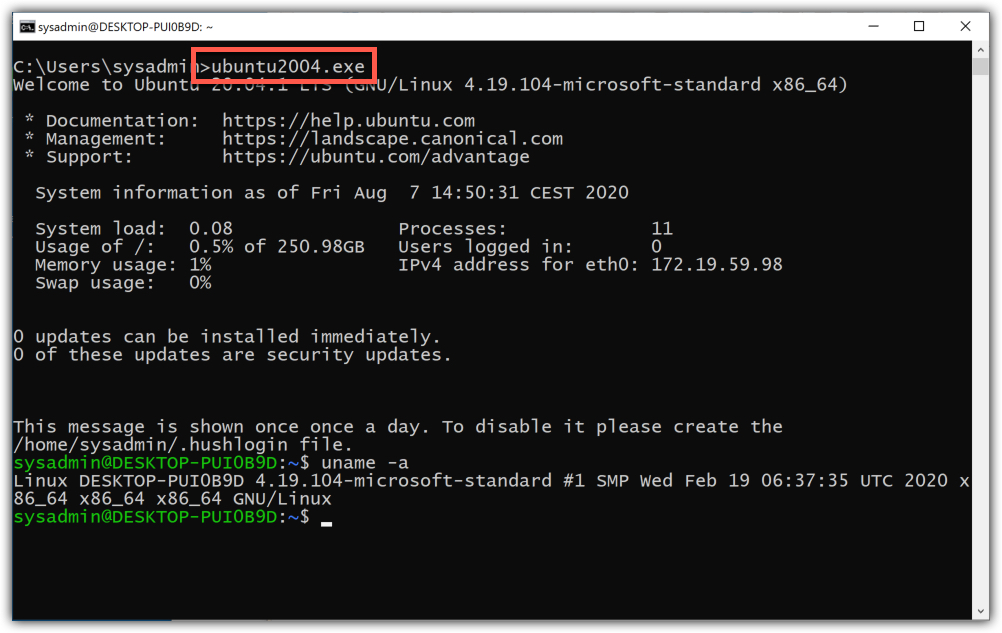 sysadmin@DESKTOP-PUI0B9D: ~
C:\Users\sysadmin>ubuntu2004.exe
Welcome to Ubuntu 20.04.1 LTS (GNU/Linux 4.19.104-microsoft-standard x86_64)
* Documentation:  https://help.ubuntu.com
* Management:     https://landscape.canonical.com
* Support:        https://ubuntu.com/advantage
System information as of Fri Aug  7 14:50:31 CEST 2020
System load:  0.08               Processes:             11
Usage of /:   0.5% of 250.98GB   Users logged in:       0
Memory usage: 1%                 IPv4 address for eth0: 172.19.59.98
Swap usage:   0%
0 updates can be installed immediately.
0 of these updates are security updates.
This message is shown once once a day. To disable it please create the
/home/sysadmin/.hushlogin file.
sysadmin@DESKTOP-PUI0B9D:~$ uname -a
Linux DESKTOP-PUI0B9D 4.19.104-microsoft-standard #1 SMP Wed Feb 19 06:37:35 UTC 2020 x
86_64 x86_64 x86_64 GNU/Linux
sysadmin@DESKTOP-PUI0B9D:~$